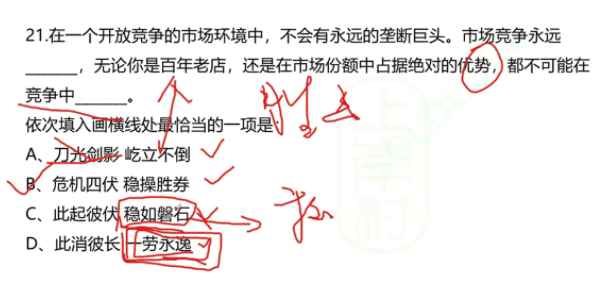 21.在一个开放竞争的市场环境中，不会有永远的垄断巨头。市场竞争永远
______，无论你是百年老店，还是在市场份额中占据绝对的优势，都不可能在
竞争中______。
依次填入画横线处最恰当的一项是：
A、刀光剑影 屹立不倒
B、危机四伏 稳操胜券
C、此起彼伏 稳如磐石
D、此消彼长 一劳永逸